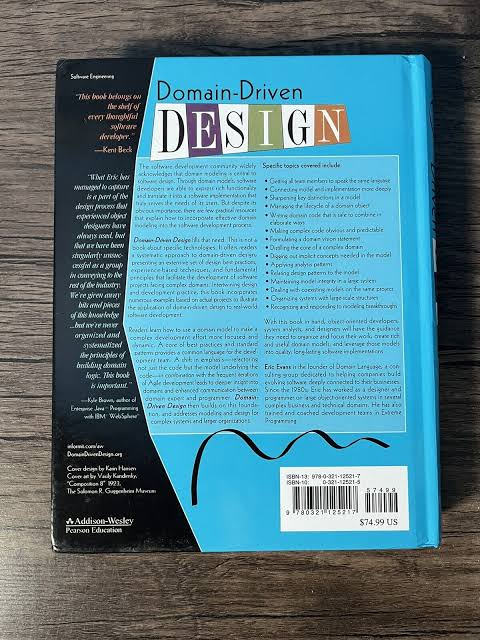 Software Engineering
"This book belongs on
the shelf of
every thoughtful
software
developer."
—Kent Beck
"What Eric has
managed to capture
is a part of the
design process that
experienced object
designers have
always used, but
that we have been
singularly unsuc-
cessful as a group
in conveying to the
rest of the industry.
We've given away
bits and pieces
of this knowledge
...but we've never
organized and
systematized
the principles of
building domain
logic. This book
is important."
—Kyle Brown, author of
Enterprise Java™ Programming
with IBM® WebSphere®
informit.com/aw
DomainDrivenDesign.org
Cover design by Karin Hansen
Cover art by Vasily Kandinsky,
"Composition 8" 1923,
The Solomon R. Guggenheim Museum
Addison-Wesley
Pearson Education
Domain-Driven
DESIGN
The software development community widely
acknowledges that domain modeling is central to
software design. Through domain models, software
developers are able to express rich functionality
and translate it into a software implementation that
truly serves the needs of its users. But despite its
obvious importance, there are few practical resources
that explain how to incorporate effective domain
modeling into the software development process.
Domain-Driven Design fills that need. This is not a
book about specific technologies. It offers readers
a systematic approach to domain-driven design,
presenting an extensive set of design best practices,
experience-based techniques, and fundamental
principles that facilitate the development of software
projects facing complex domains. Intertwining design
and development practice, this book incorporates
numerous examples based on actual projects to illustrate
the application of domain-driven design to real-world
software development.
Readers learn how to use a domain model to make a
complex development effort more focused and
dynamic. A core of best practices and standard
patterns provides a common language for the devel-
opment team. A shift in emphasis—refactoring
not just the code but the model underlying the
code—in combination with the frequent iterations
of Agile development leads to deeper insight into
domains and enhanced communication between
domain expert and programmer. Domain-
Driven Design then builds on this founda-
tion, and addresses modeling and design for
complex systems and larger organizations.
Specific topics covered include:
• Getting all team members to speak the same language
• Connecting model and implementation more deeply
• Sharpening key distinctions in a model
• Managing the lifecycle of a domain object
• Writing domain code that is safe to combine in
elaborate ways
• Making complex code obvious and predictable
• Formulating a domain vision statement
• Distilling the core of a complex domain
• Digging out implicit concepts needed in the model
• Applying analysis patterns
• Relating design patterns to the model
• Maintaining model integrity in a large system
• Dealing with coexisting models on the same project
• Organizing systems with large-scale structures
• Recognizing and responding to modeling breakthroughs
With this book in hand, object-oriented developers,
system analysts, and designers will have the guidance
they need to organize and focus their work, create rich
and useful domain models, and leverage those models
into quality, long-lasting software implementations.
Eric Evans is the founder of Domain Language, a con-
sulting group dedicated to helping companies build
evolving software deeply connected to their businesses.
Since the 1980s, Eric has worked as a designer and
programmer on large object-oriented systems in several
complex business and technical domains. He has also
trained and coached development teams in Extreme
Programming.
ISBN-13: 978-0-321-12521-7
ISBN-10: 0-321-12521-5
57499
9 780321 125217
$74.99 US